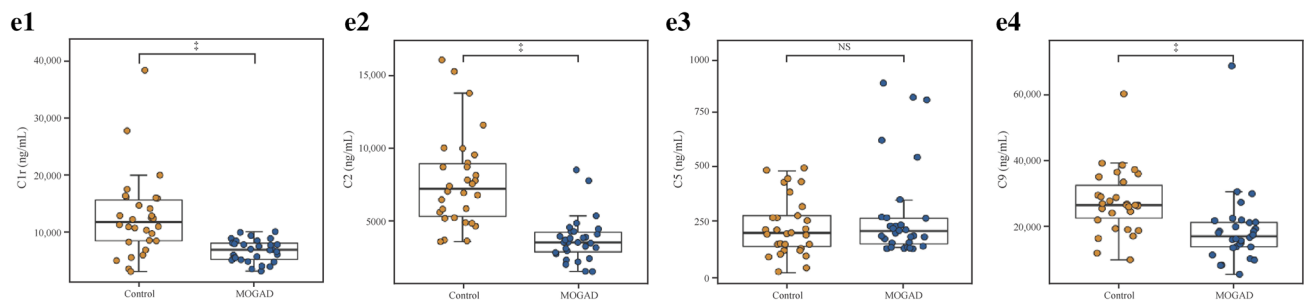 e1
‡
40,000
30,000
20,000
10,000
C1r (ng/mL)
Control
MOGAD
e2
‡
15,000
10,000
5000
C2 (ng/mL)
Control
MOGAD
e3
NS
1000
750
500
250
0
C5 (ng/mL)
Control
MOGAD
e4
‡
60,000
40,000
20,000
C9 (ng/mL)
Control
MOGAD